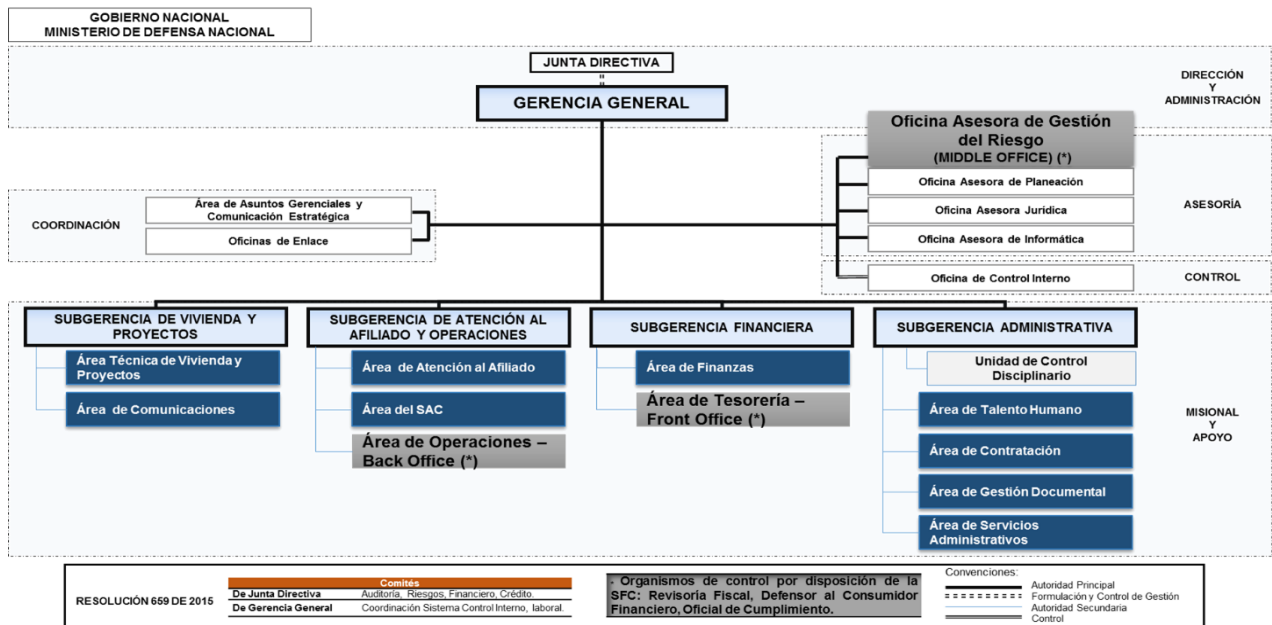 GOBIERNO NACIONAL
MINISTERIO DE DEFENSA NACIONAL
JUNTA DIRECTIVA
GERENCIA GENERAL
DIRECCIÓN
Y
ADMINISTRACIÓN
Oficina Asesora de Gestión
del Riesgo
(MIDDLE OFFICE) (*)
Oficina Asesora de Planeación
Oficina Asesora Jurídica
Oficina Asesora de Informática
ASESORÍA
Oficina de Control Interno
CONTROL
COORDINACIÓN
Área de Asuntos Gerenciales y
Comunicación Estratégica
Oficinas de Enlace
SUBGERENCIA DE VIVIENDA Y
PROYECTOS
Área Técnica de Vivienda y
Proyectos
Área de Comunicaciones
SUBGERENCIA DE ATENCIÓN AL
AFILIADO Y OPERACIONES
Área de Atención al Afiliado
Área del SAC
Área de Operaciones –
Back Office (*)
SUBGERENCIA FINANCIERA
Área de Finanzas
Área de Tesorería –
Front Office (*)
SUBGERENCIA ADMINISTRATIVA
Unidad de Control
Disciplinario
Área de Talento Humano
Área de Contratación
Área de Gestión Documental
Área de Servicios
Administrativos
MISIONAL
Y
APOYO
RESOLUCIÓN 659 DE 2015
Comités
De Junta Directiva Auditoría, Riesgos, Financiero, Crédito.
De Gerencia General Coordinación Sistema Control Interno, laboral.
- Organismos de control por disposición de la
SFC: Revisoría Fiscal, Defensor al Consumidor
Financiero, Oficial de Cumplimiento.
Convenciones:
Autoridad Principal
Formulación y Control de Gestión
Autoridad Secundaria
Control